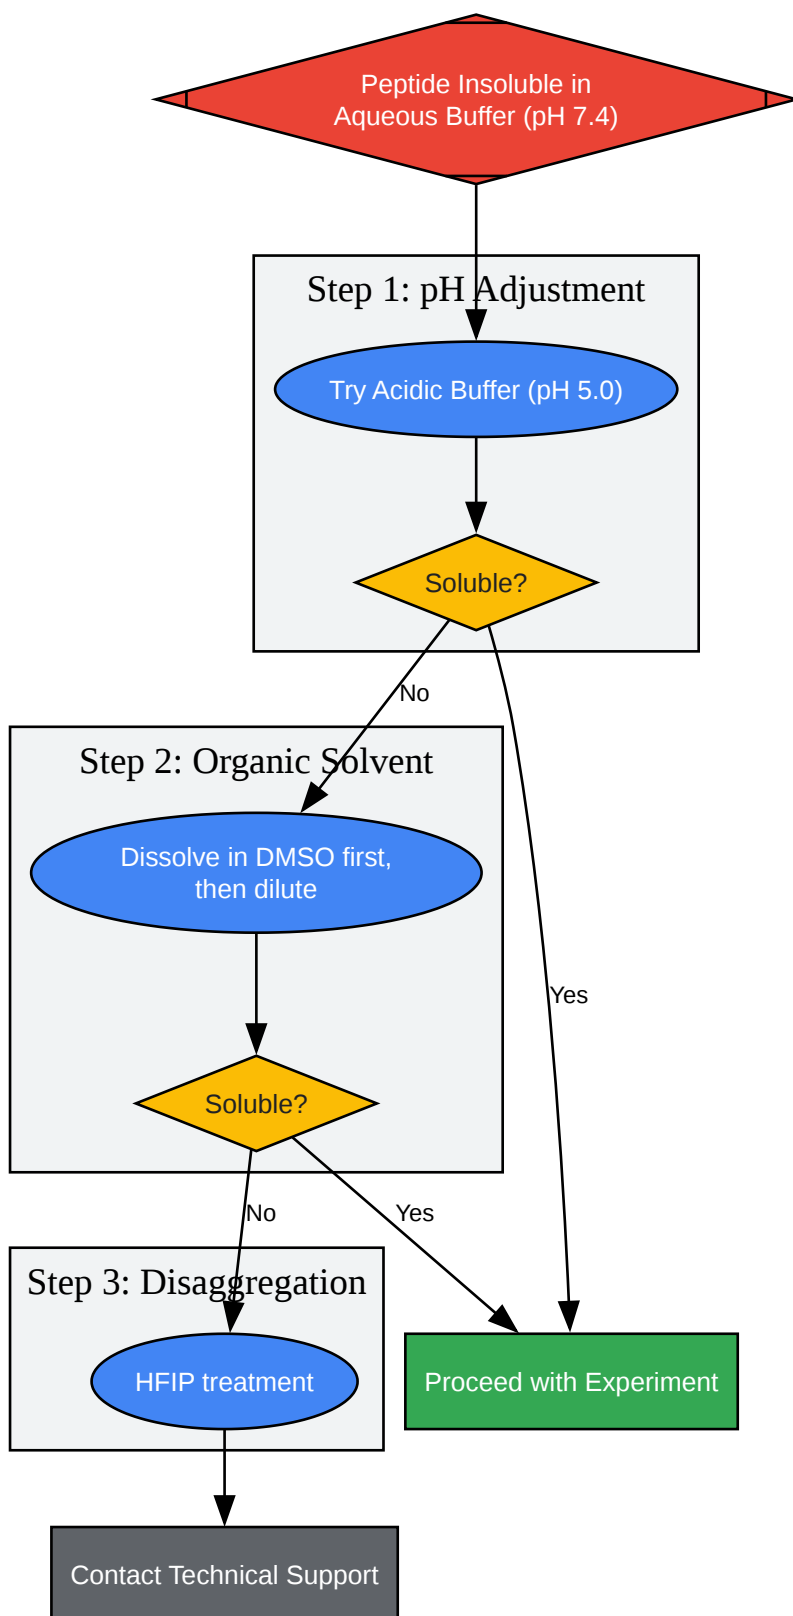 Peptide Insoluble in
Aqueous Buffer (pH 7.4)
Step 1: pH Adjustment
Try Acidic Buffer (pH 5.0)
Soluble?
No
Step 2: Organic Solvent
Dissolve in DMSO first,
then dilute
Yes
Soluble?
No
Yes
Step 3: Disaggregation
HFIP treatment
Proceed with Experiment
Contact Technical Support